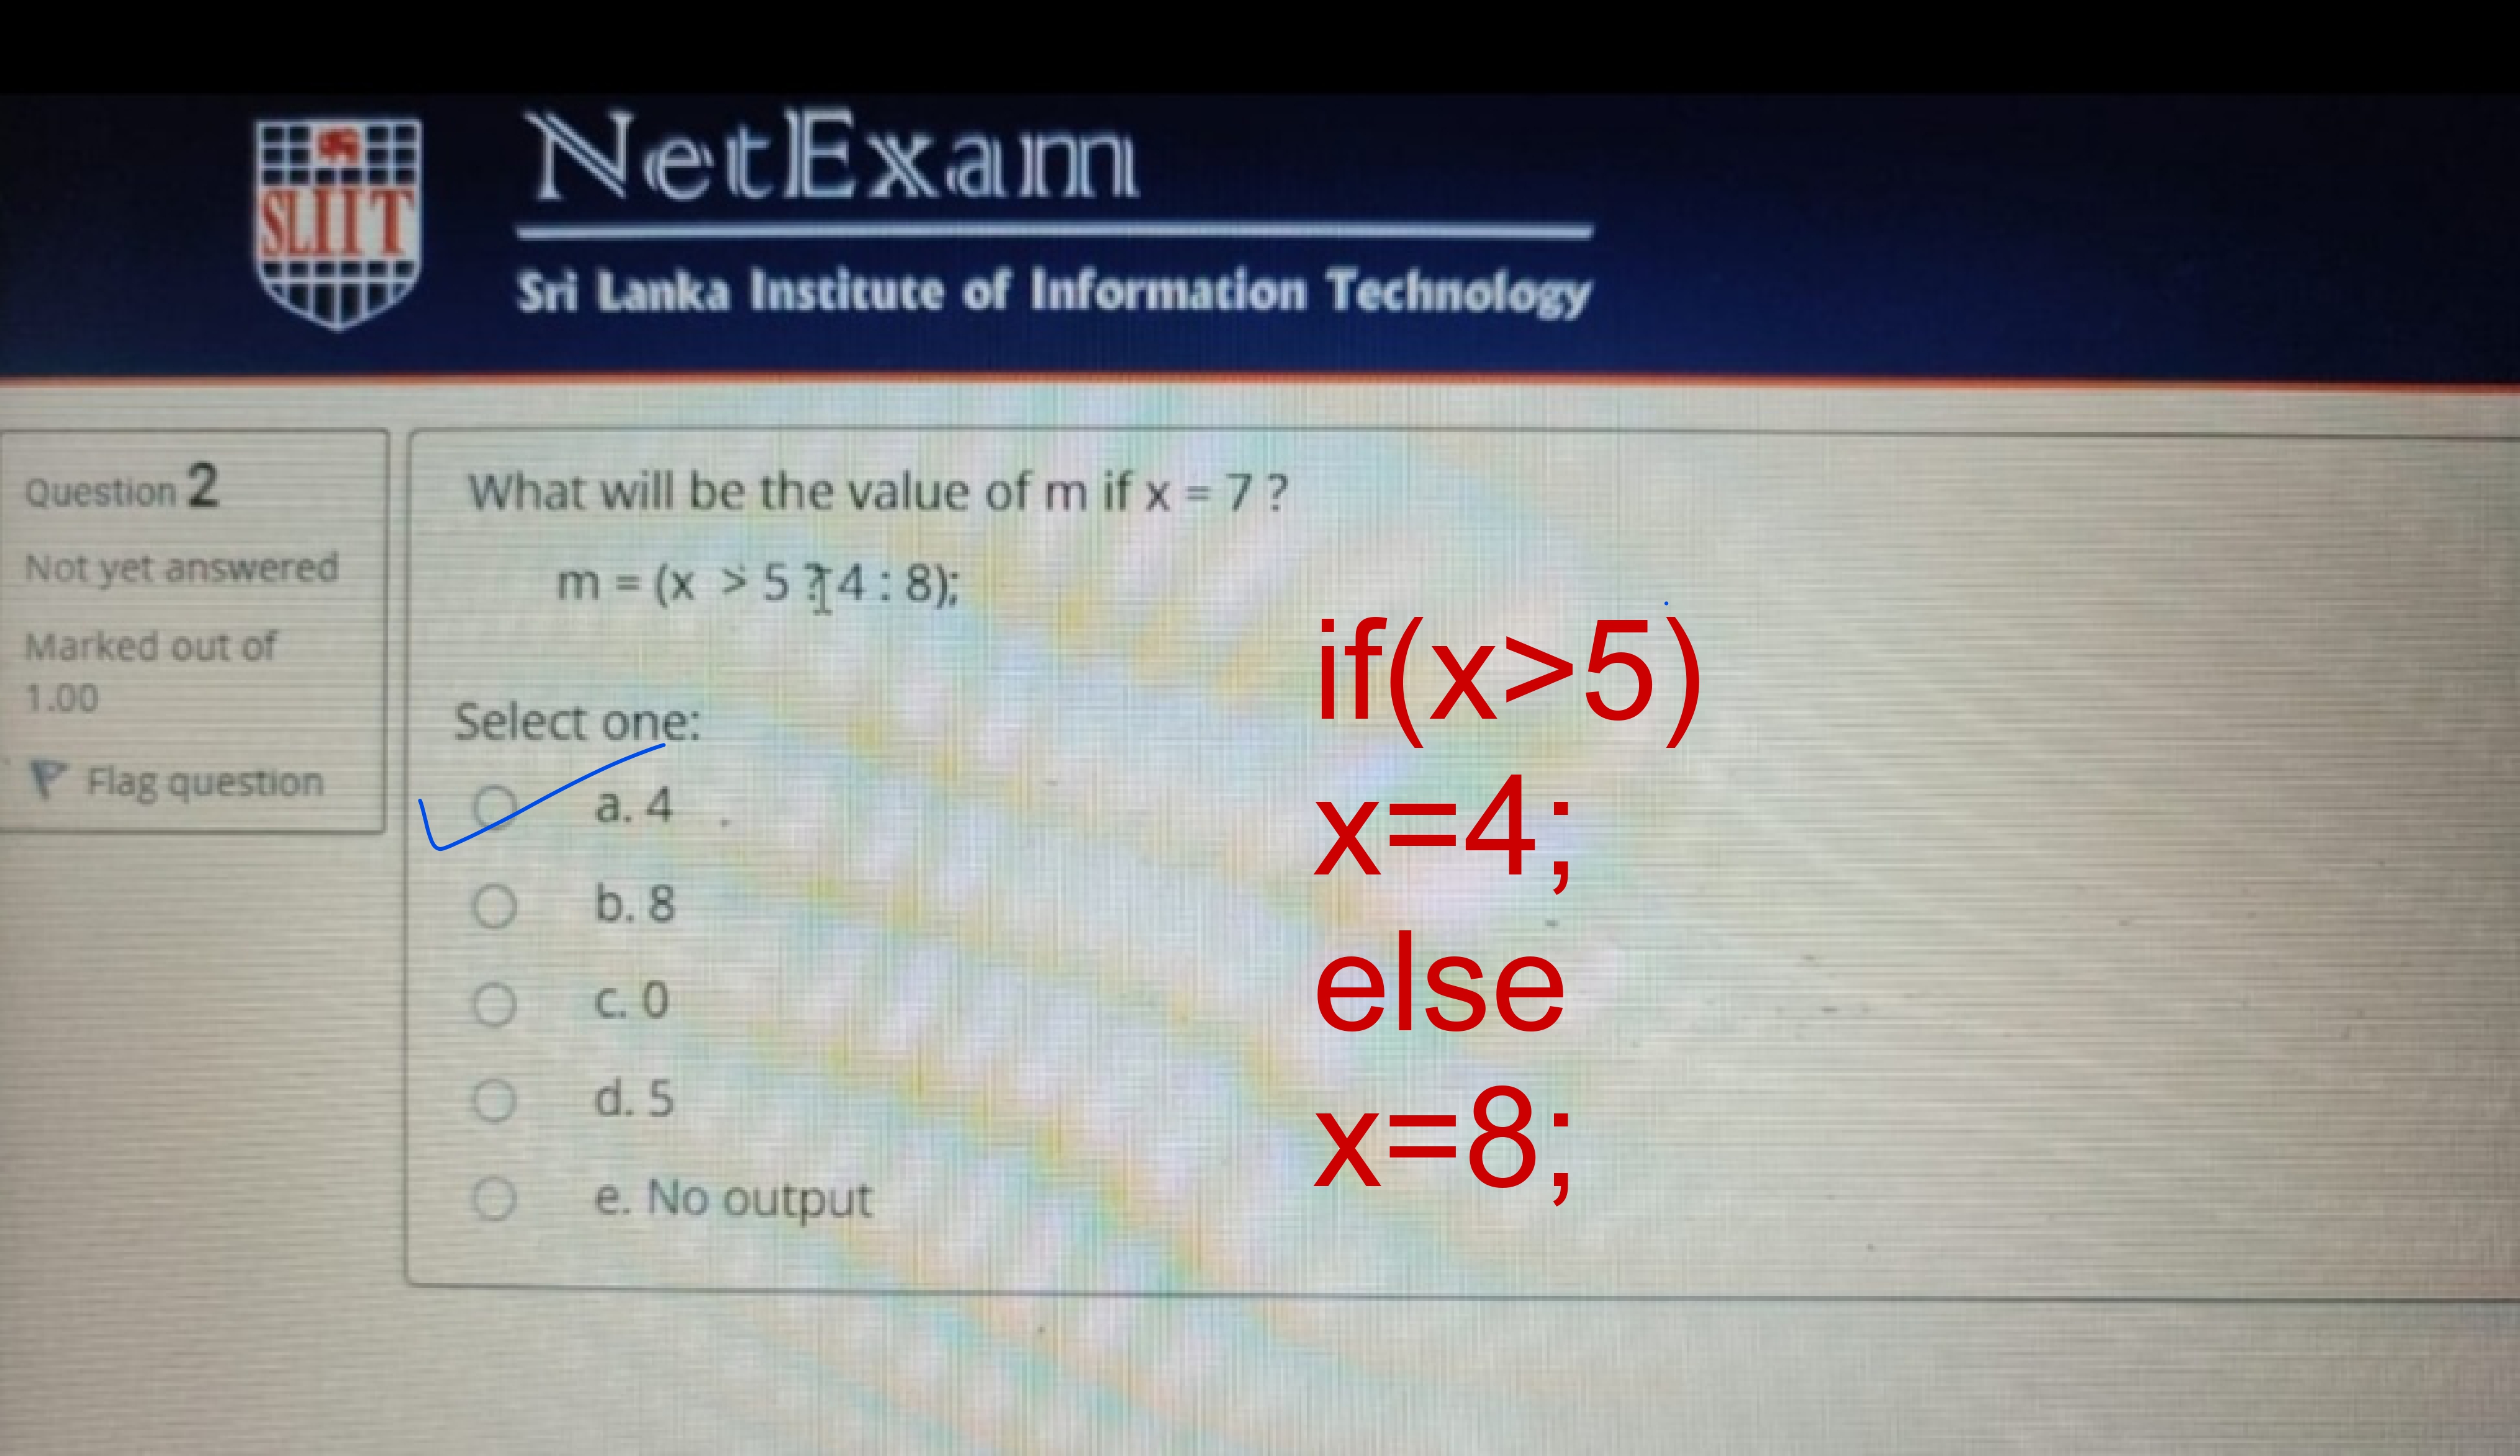 SLIIT
NetExam
Sri Lanka Institute of Information Technology
Question 2
Not yet answered
Marked out of
1.00
Flag question
What will be the value of m if x = 7 ?
m = (x > 5 ? 4 : 8);
Select one:
a. 4
b. 8
c. 0
d. 5
e. No output
if(x>5)
x=4;
else
x=8;